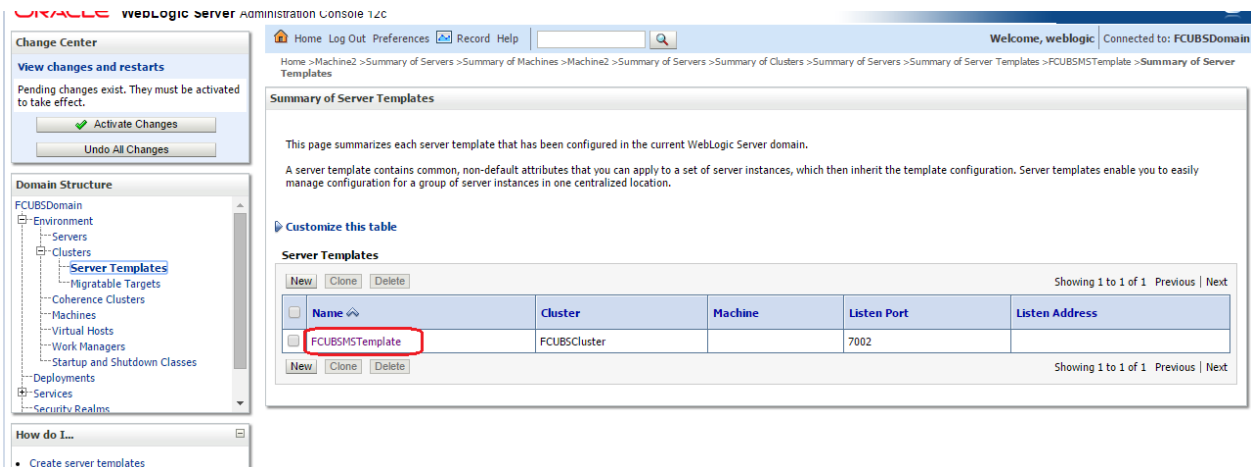 ORACLE WebLogic Server Administration Console 12c
Change Center
View changes and restarts
Pending changes exist. They must be activated
to take effect.
Activate Changes
Undo All Changes
Domain Structure
FCUBSDomain
Environment
Servers
Clusters
Server Templates
Migratable Targets
Coherence Clusters
Machines
Virtual Hosts
Work Managers
Startup and Shutdown Classes
Deployments
Services
Security Realms
How do I...
Create server templates
Home Log Out Preferences Record Help
Welcome, weblogic Connected to: FCUBSDomain
Home >Machine2 >Summary of Servers >Summary of Machines >Machine2 >Summary of Servers >Summary of Clusters >Summary of Servers >Summary of Server Templates >FCUBSMSTemplate >Summary of Server
Templates
Summary of Server Templates
This page summarizes each server template that has been configured in the current WebLogic Server domain.
A server template contains common, non-default attributes that you can apply to a set of server instances, which then inherit the template configuration. Server templates enable you to easily
manage configuration for a group of server instances in one centralized location.
Customize this table
Server Templates
New Clone Delete Showing 1 to 1 of 1 Previous | Next
Name Cluster Machine Listen Port Listen Address
FCUBSMSTemplate FCUBSCluster 7002
New Clone Delete Showing 1 to 1 of 1 Previous | Next